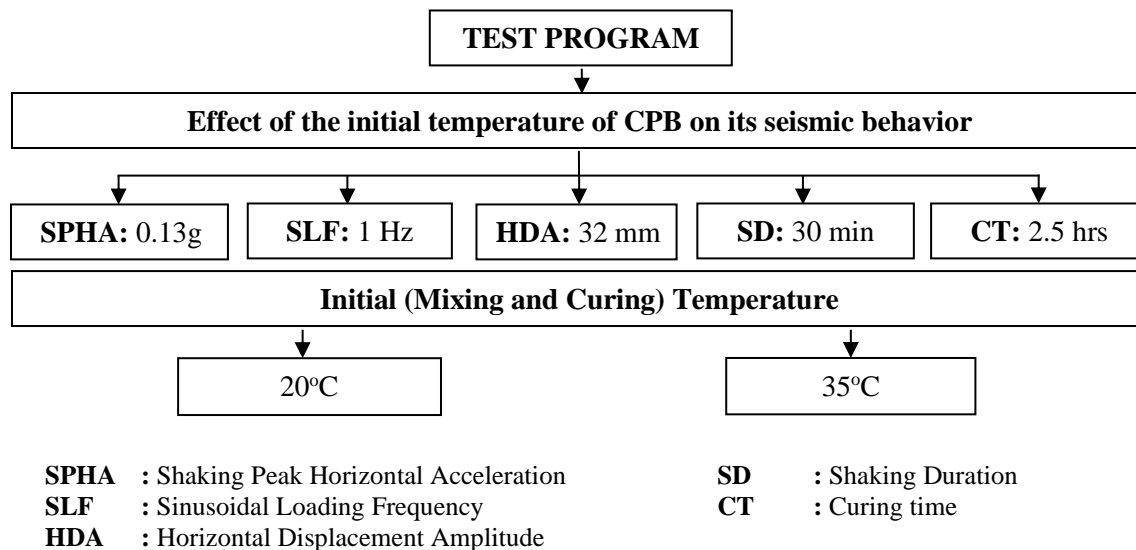 TEST PROGRAM
Effect of the initial temperature of CPB on its seismic behavior
SPHA: 0.13g
SLF: 1 Hz
HDA: 32 mm
SD: 30 min
CT: 2.5 hrs
Initial (Mixing and Curing) Temperature
20°C
35°C
SPHA : Shaking Peak Horizontal Acceleration
SLF : Sinusoidal Loading Frequency
HDA : Horizontal Displacement Amplitude
SD : Shaking Duration
CT : Curing time